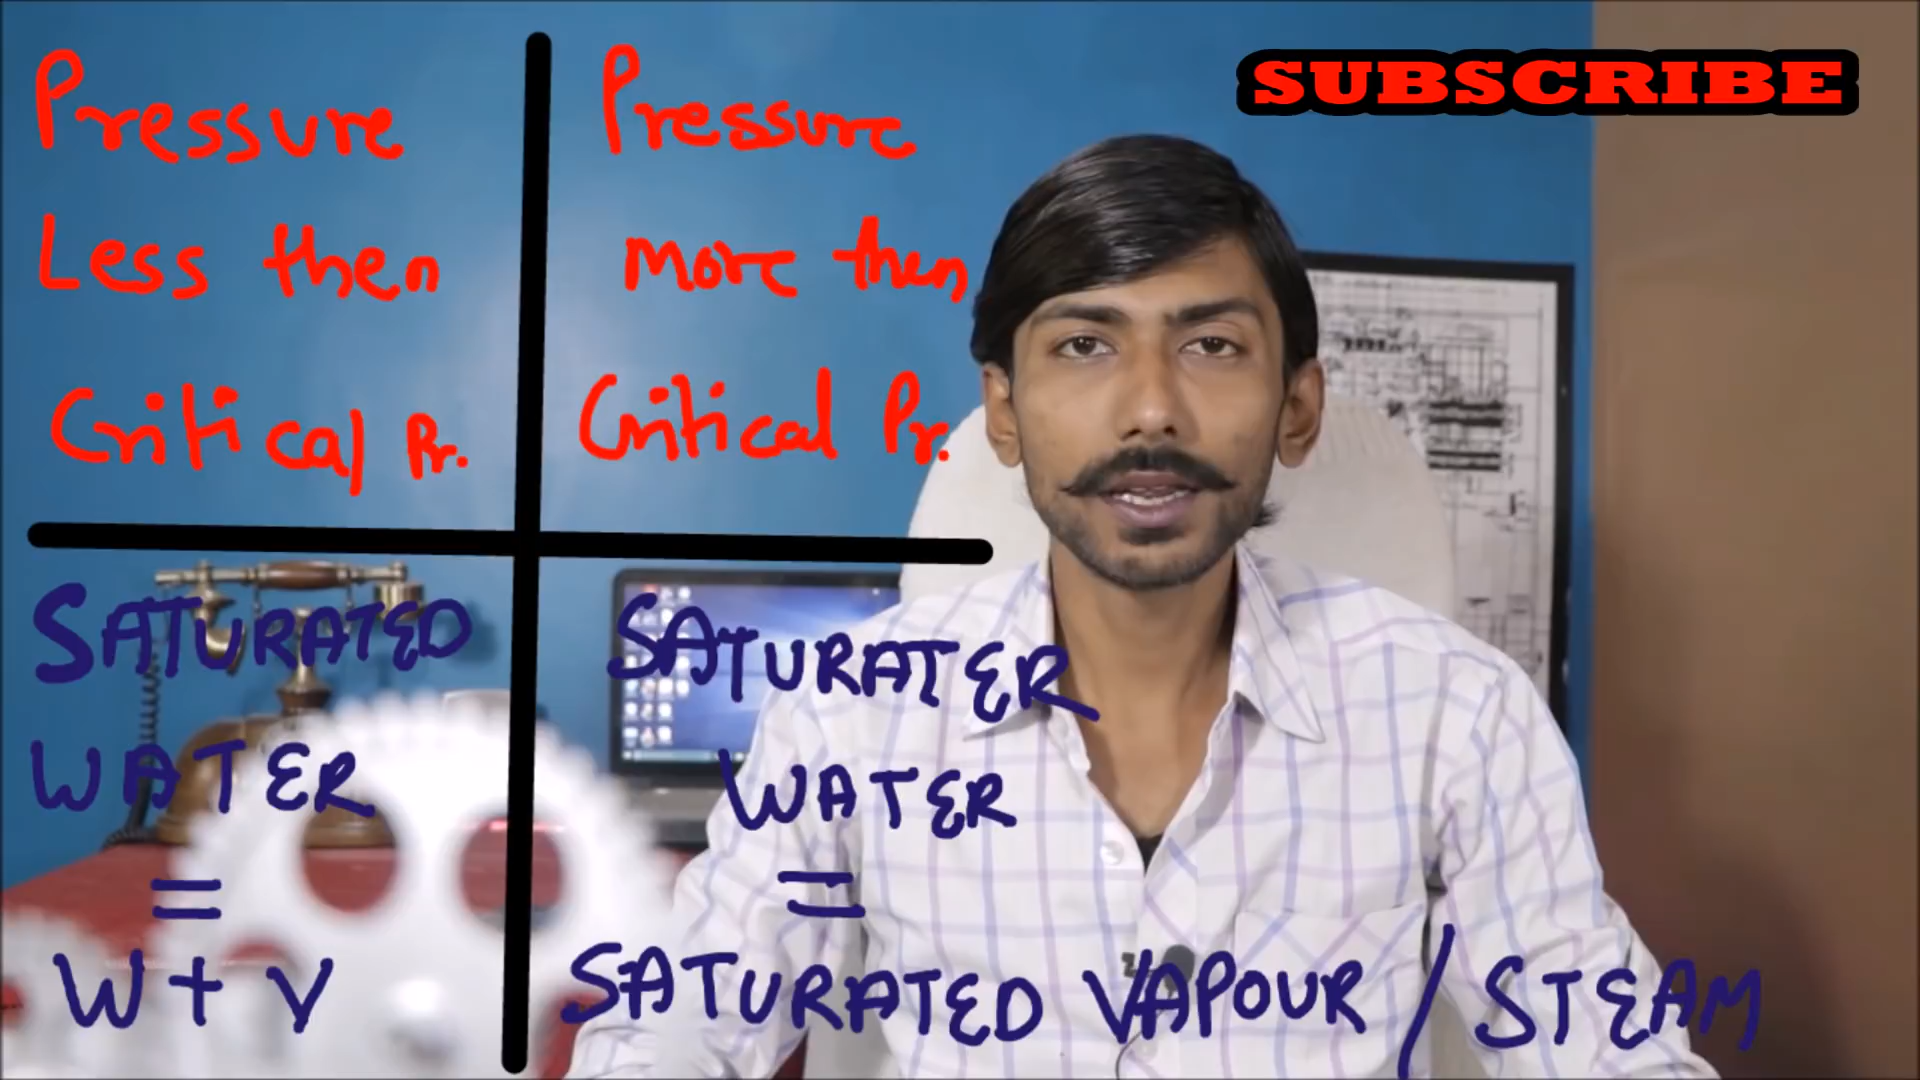 SUBSCRIBE
Pressure
Less then
Critical Pr.
Pressure
more then
Critical Pr.
SATURATED
WATER
=
W + V
SATURATER
WATER
=
SATURATED VAPOUR / STEAM